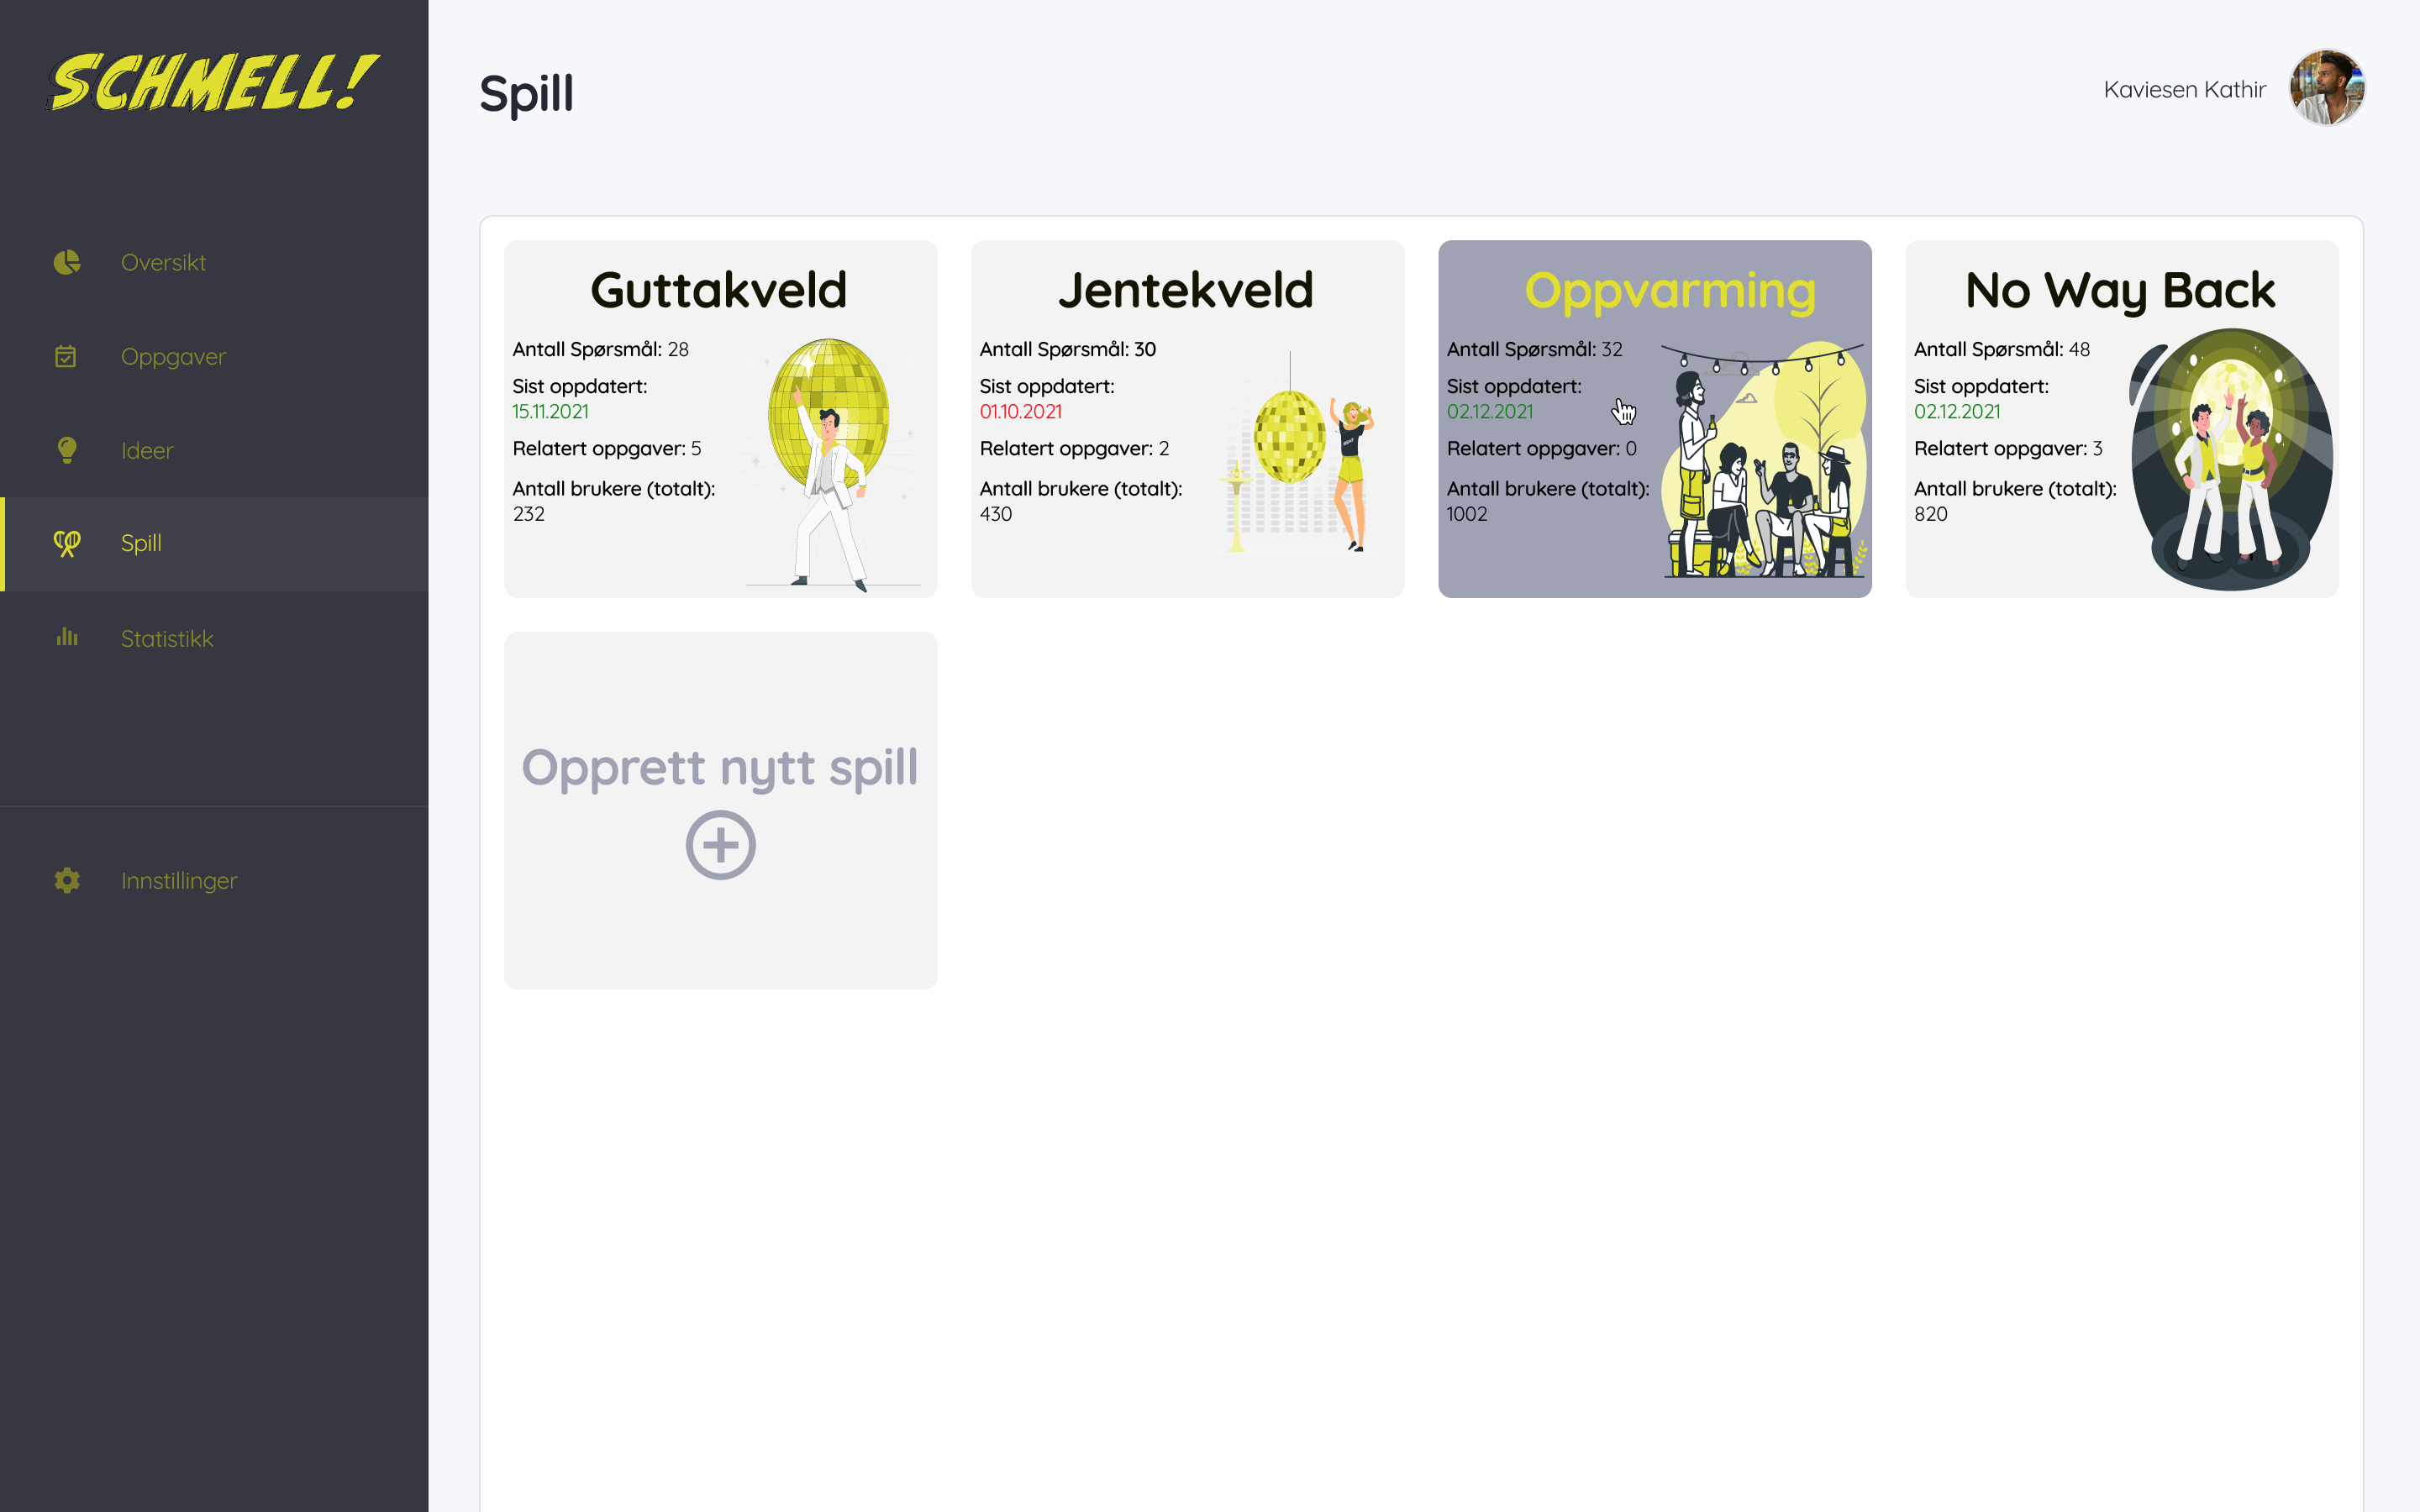 SCHMELL!
Oversikt
Oppgaver
Ideer
Spill
Statistikk
Innstillinger
Spill
Kaviesen Kathir
Guttakveld
Antall Spørsmål: 28
Sist oppdatert:
15.11.2021
Relatert oppgaver: 5
Antall brukere (totalt):
232
Jentekveld
Antall Spørsmål: 30
Sist oppdatert:
01.10.2021
Relatert oppgaver: 2
Antall brukere (totalt):
430
Oppvarming
Antall Spørsmål: 32
Sist oppdatert:
02.12.2021
Relatert oppgaver: 0
Antall brukere (totalt):
1002
No Way Back
Antall Spørsmål: 48
Sist oppdatert:
02.12.2021
Relatert oppgaver: 3
Antall brukere (totalt):
820
Opprett nytt spill